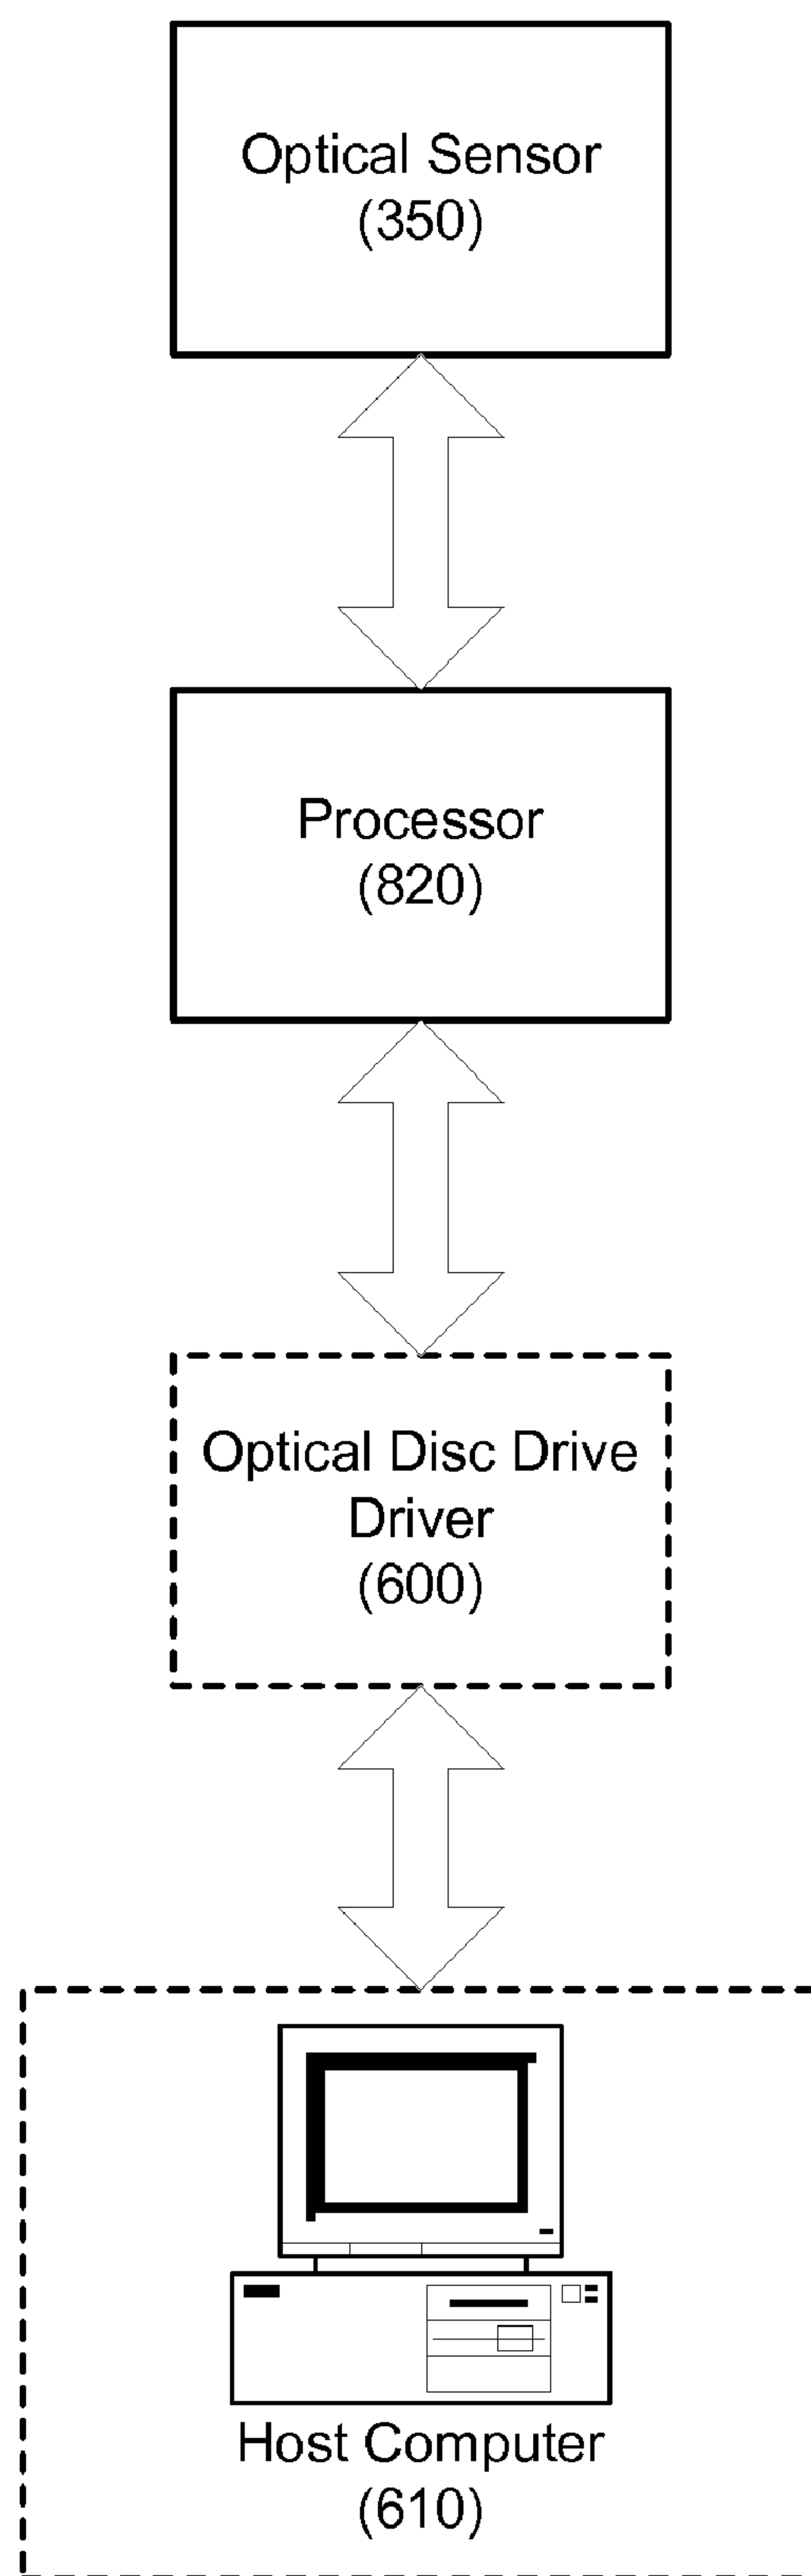 Optical Sensor
(350)
Processor
(820)
Optical Disc Drive
Driver
(600)
Host Computer
(610)